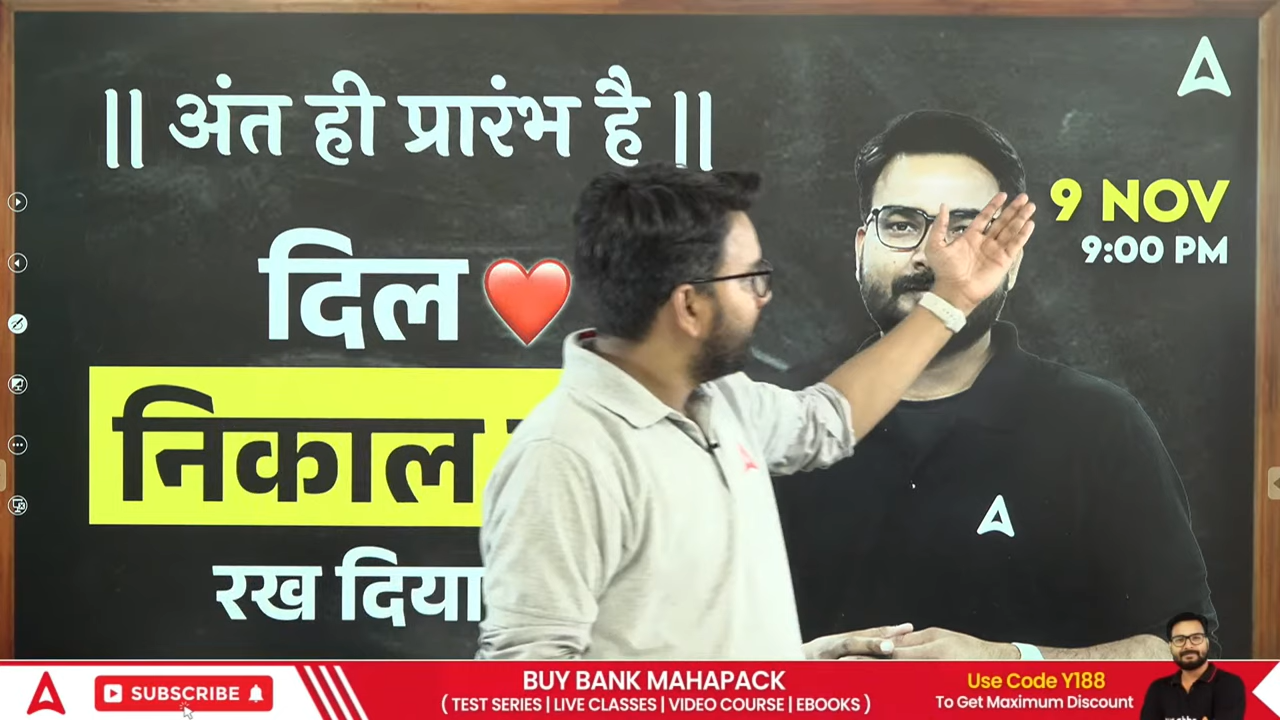 || अंत ही प्रारंभ है ||
9 NOV
9:00 PM
दिल ❤️
निकाल
रख दिया
SUBSCRIBE
BUY BANK MAHAPACK
( TEST SERIES | LIVE CLASSES | VIDEO COURSE | EBOOKS )
Use Code Y188
To Get Maximum Discount